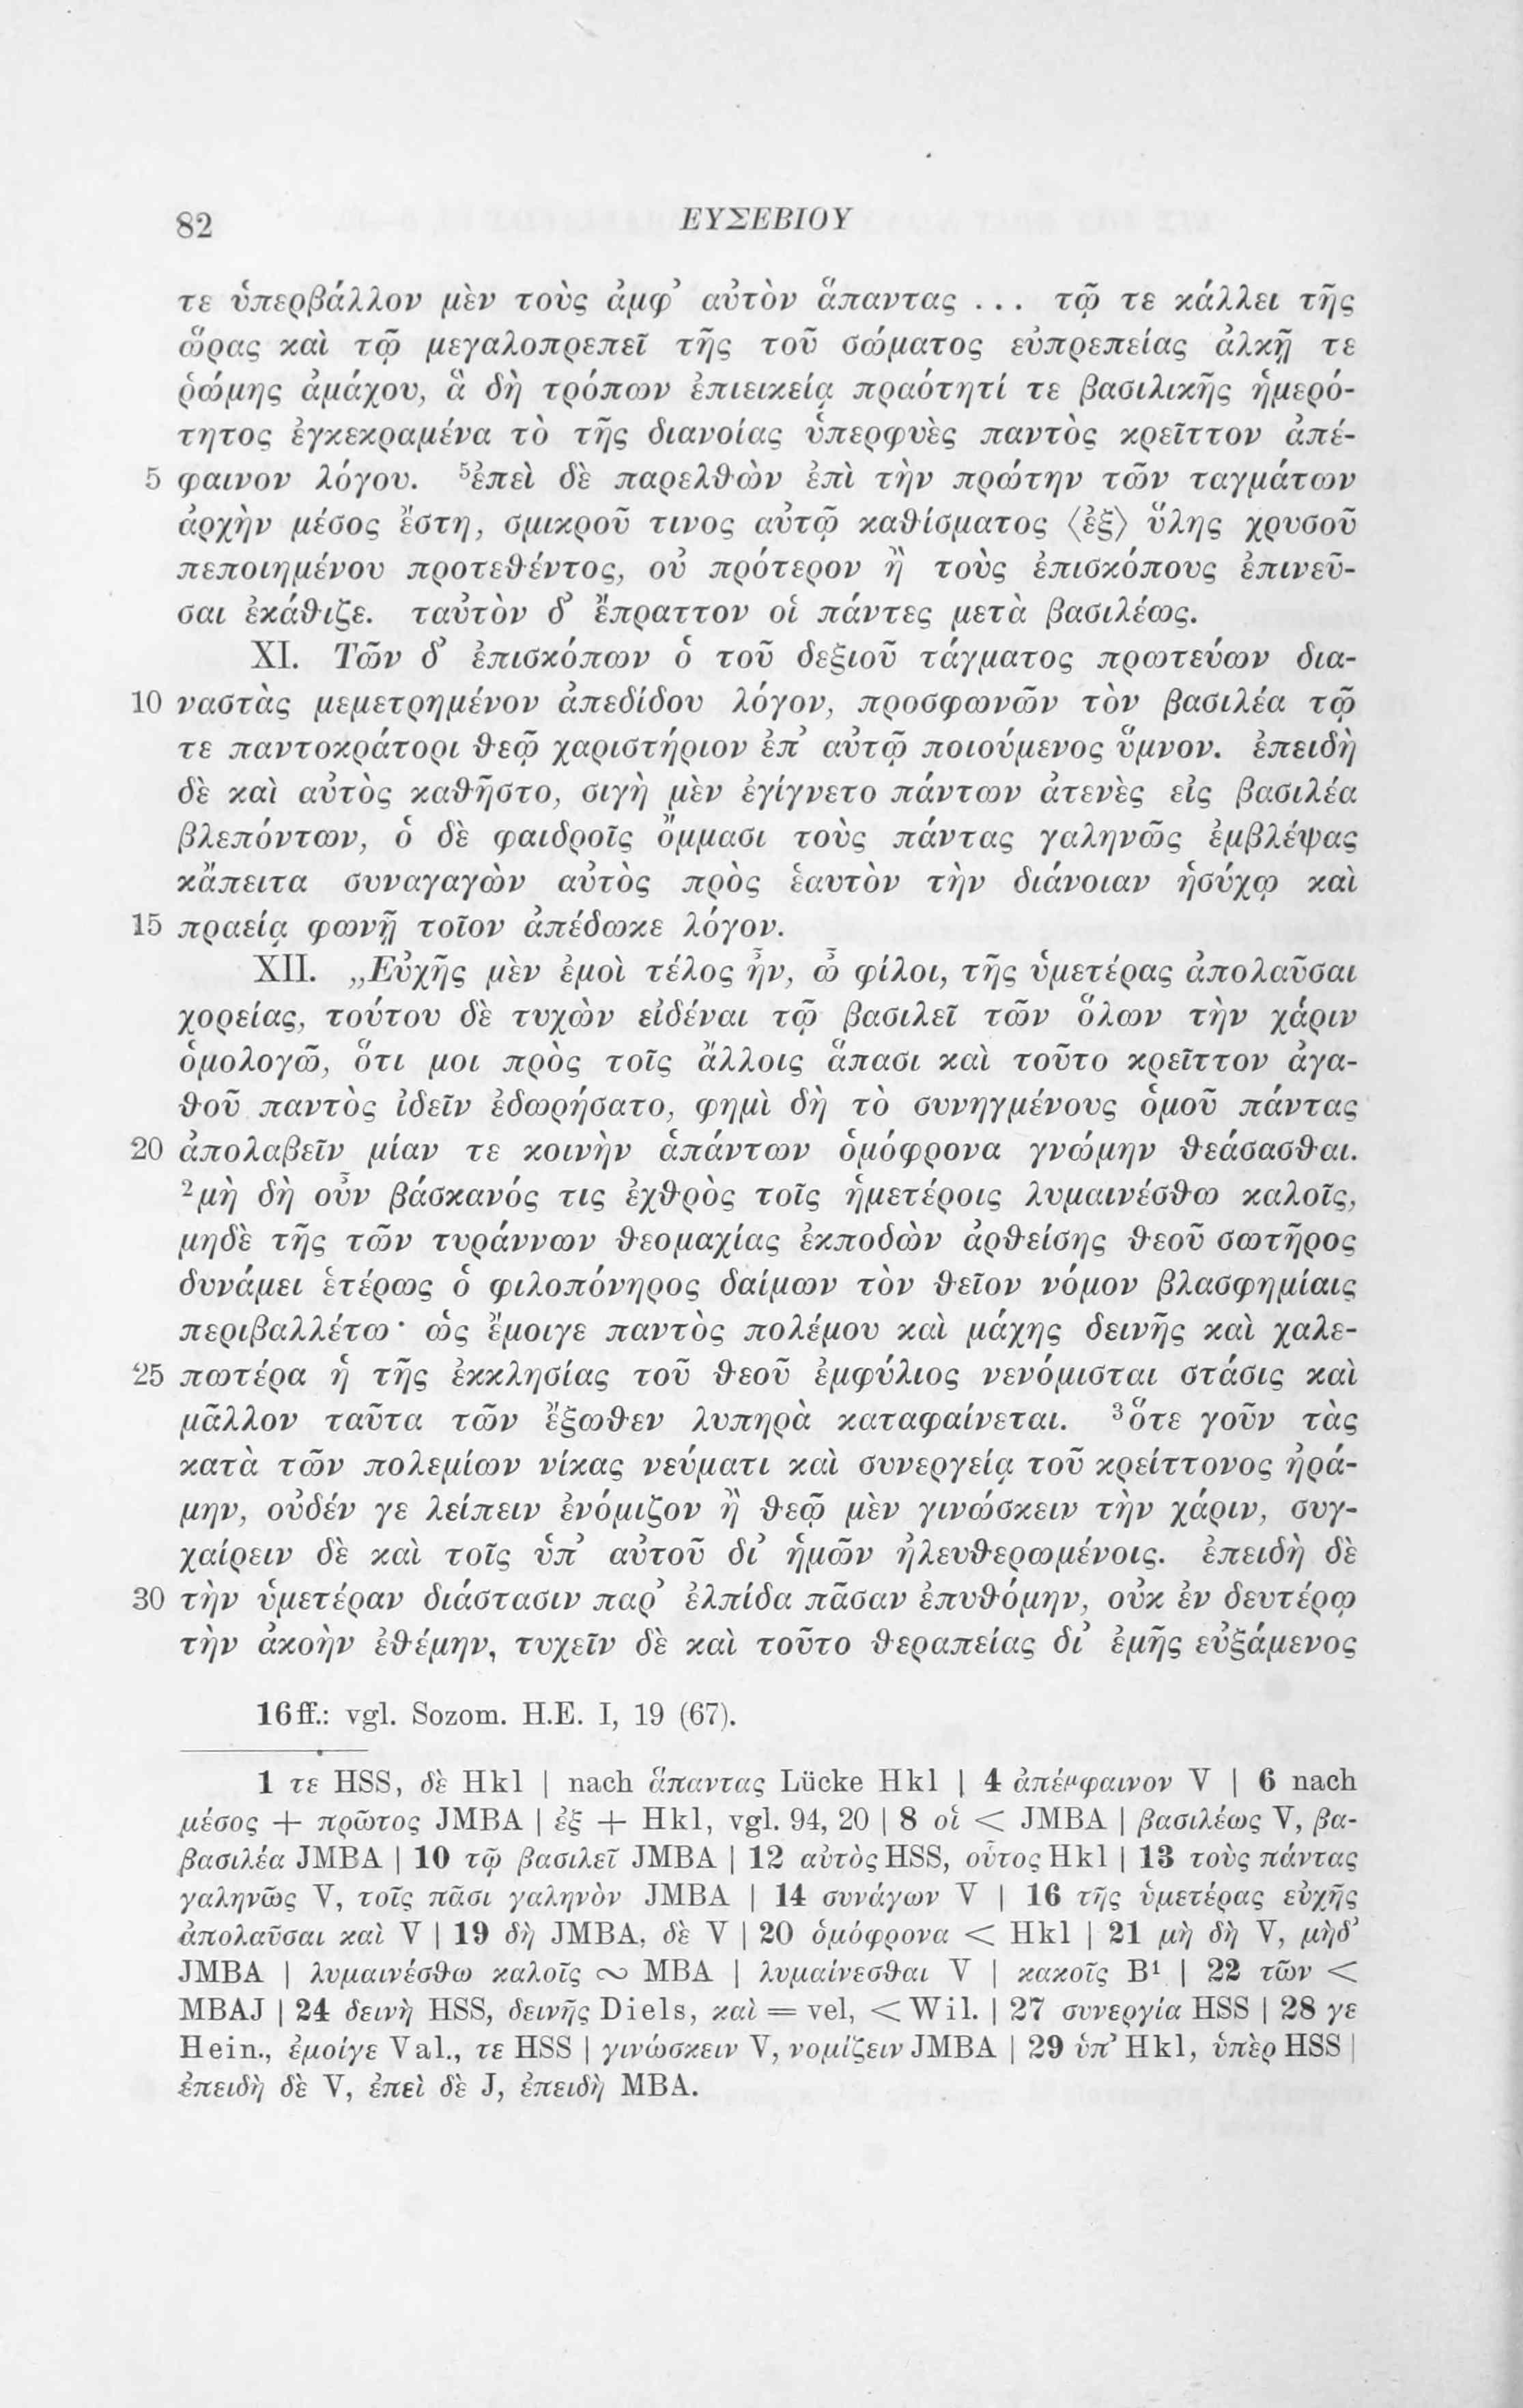 82 ΕΥΣΕΒΙΟΥ
τε ὑπερβάλλον μὲν τοὺς ἀμφ’ αὐτὸν ἅπαντας ... τῷ τε κάλλει τῆς
ὥρας καὶ τῷ μεγαλοπρεπεῖ τῆς τοῦ σώματος εὐπρεπείας ἀλκῇ τε
ῥώμης ἀμάχου, ἃ δὴ τρόπων ἐπιεικείᾳ πραότητί τε βασιλικῆς ἡμερό-
τητος ἐγκεκραμένα τὸ τῆς διανοίας ὑπερφυὲς παντὸς κρεῖττον ἀπέ-
5 φαινον λόγου. ⁵ἐπεὶ δὲ παρελθὼν ἐπὶ τὴν πρώτην τῶν ταγμάτων
ἀρχὴν μέσος ἔστη, σμικροῦ τινος αὐτῷ καθίσματος ⟨ἐξ⟩ ὕλης χρυσοῦ
πεποιημένου προτεθέντος, οὐ πρότερον ἢ τοὺς ἐπισκόπους ἐπινεῦ-
σαι ἐκάθιζε. ταὐτὸν δ’ ἔπραττον οἱ πάντες μετὰ βασιλέως.
XI. Τῶν δ’ ἐπισκόπων ὁ τοῦ δεξιοῦ τάγματος πρωτεύων δια-
10 ναστὰς μεμετρημένον ἀπεδίδου λόγον, προσφωνῶν τὸν βασιλέα τῷ
τε παντοκράτορι θεῷ χαριστήριον ἐπ’ αὐτῷ ποιούμενος ὕμνον. ἐπειδὴ
δὲ καὶ αὐτὸς καθῆστο, σιγὴ μὲν ἐγίγνετο πάντων ἀτενὲς εἰς βασιλέα
βλεπόντων, ὁ δὲ φαιδροῖς ὄμμασι τοὺς πάντας γαληνῶς ἐμβλέψας
κἄπειτα συναγαγὼν αὐτὸς πρὸς ἑαυτὸν τὴν διάνοιαν ἡσύχῳ καὶ
15 πραείᾳ φωνῇ τοῖον ἀπέδωκε λόγον.
XII. „Εὐχῆς μὲν ἐμοὶ τέλος ἦν, ὦ φίλοι, τῆς ὑμετέρας ἀπολαῦσαι
χορείας, τούτου δὲ τυχὼν εἰδέναι τῷ βασιλεῖ τῶν ὅλων τὴν χάριν
ὁμολογῶ, ὅτι μοι πρὸς τοῖς ἄλλοις ἅπασι καὶ τοῦτο κρεῖττον ἀγα-
θοῦ παντὸς ἰδεῖν ἐδωρήσατο, φημὶ δὴ τὸ συνηγμένους ὁμοῦ πάντας
20 ἀπολαβεῖν μίαν τε κοινὴν ἁπάντων ὁμόφρονα γνώμην θεάσασθαι.
²μὴ δὴ οὖν βάσκανός τις ἐχθρὸς τοῖς ἡμετέροις λυμαινέσθω καλοῖς,
μηδὲ τῆς τῶν τυράννων θεομαχίας ἐκποδὼν ἀρθείσης θεοῦ σωτῆρος
δυνάμει ἑτέρως ὁ φιλοπόνηρος δαίμων τὸν θεῖον νόμον βλασφημίαις
περιβαλλέτω· ὡς ἔμοιγε παντὸς πολέμου καὶ μάχης δεινῆς καὶ χαλε-
25 πωτέρα ἡ τῆς ἐκκλησίας τοῦ θεοῦ ἐμφύλιος νενόμισται στάσις καὶ
μᾶλλον ταῦτα τῶν ἔξωθεν λυπηρὰ καταφαίνεται. ³ὅτε γοῦν τὰς
κατὰ τῶν πολεμίων νίκας νεύματι καὶ συνεργείᾳ τοῦ κρείττονος ἠρά-
μην, οὐδέν γε λείπειν ἐνόμιζον ἢ θεῷ μὲν γινώσκειν τὴν χάριν, συγ-
χαίρειν δὲ καὶ τοῖς ὑπ’ αὐτοῦ δι’ ἡμῶν ἠλευθερωμένοις. ἐπειδὴ δὲ
30 τὴν ὑμετέραν διάστασιν παρ’ ἐλπίδα πᾶσαν ἐπυθόμην, οὐκ ἐν δευτέρῳ
τὴν ἀκοὴν ἐθέμην, τυχεῖν δὲ καὶ τοῦτο θεραπείας δι’ ἐμῆς εὐξάμενος
16ff.: vgl. Sozom. H.E. I, 19 (67).
1 τε HSS, δὲ Hkl | nach ἅπαντας Lücke Hkl | 4 ἀπέμφαινον V | 6 nach
μέσος + πρῶτος JMBA | ἐξ + Hkl, vgl. 94, 20 | 8 οἱ < JMBA | βασιλέως V, βα-
βασιλέα JMBA | 10 τῷ βασιλεῖ JMBA | 12 αὐτὸς HSS, οὗτος Hkl | 13 τοὺς πάντας
γαληνῶς V, τοῖς πᾶσι γαληνὸν JMBA | 14 συνάγων V | 16 τῆς ὑμετέρας εὐχῆς
ἀπολαῦσαι καὶ V | 19 δὴ JMBA, δὲ V | 20 ὁμόφρονα < Hkl | 21 μὴ δὴ V, μὴδ’
JMBA | λυμαινέσθω καλοῖς ∾ MBA | λυμαίνεσθαι V | κακοῖς B¹ | 22 τῶν <
MBAJ | 24 δεινὴ HSS, δεινῆς Diels, καὶ = vel, < Wil. | 27 συνεργία HSS | 28 γε
Hein., ἐμοίγε Val., τε HSS | γινώσκειν V, νομίζειν JMBA | 29 ὑπ’ Hkl, ὑπὲρ HSS |
ἐπειδὴ δὲ V, ἐπεὶ δὲ J, ἐπειδὴ MBA.